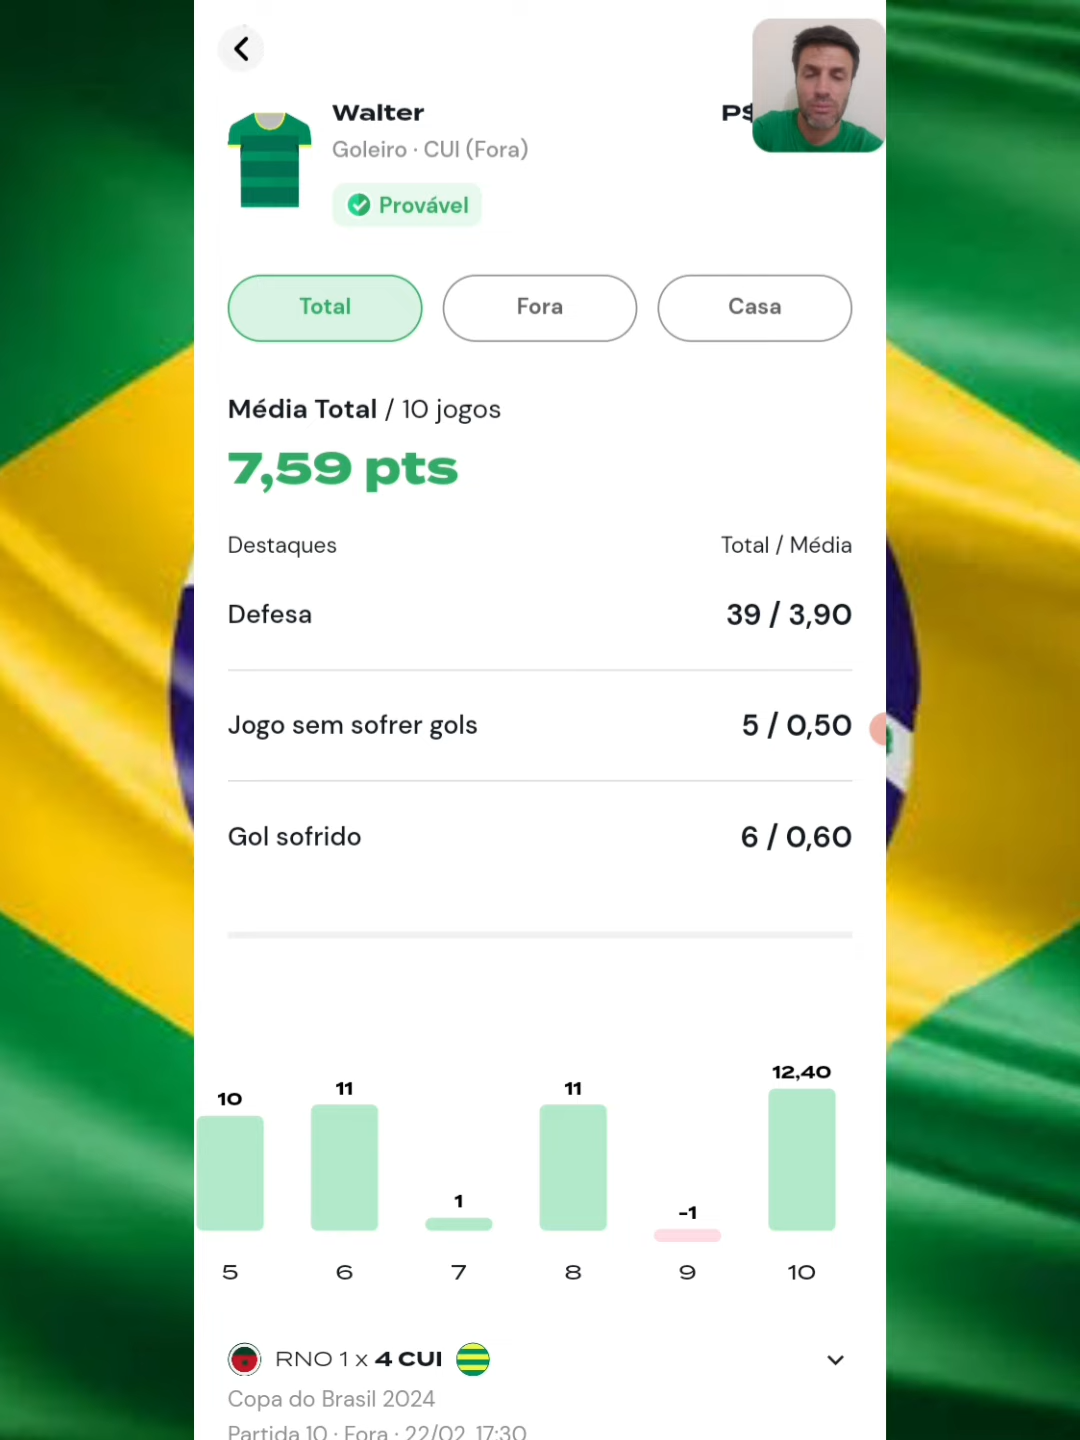 Walter
P$
Goleiro · CUI (Fora)
Provável
Total
Fora
Casa
Média Total / 10 jogos
7,59 pts
Destaques
Total / Média
Defesa
39 / 3,90
Jogo sem sofrer gols
5 / 0,50
Gol sofrido
6 / 0,60
10
11
1
11
-1
12,40
5
6
7
8
9
10
RNO 1 x 4 CUI
Copa do Brasil 2024
Partida 10 · Fora · 22/02, 17:30